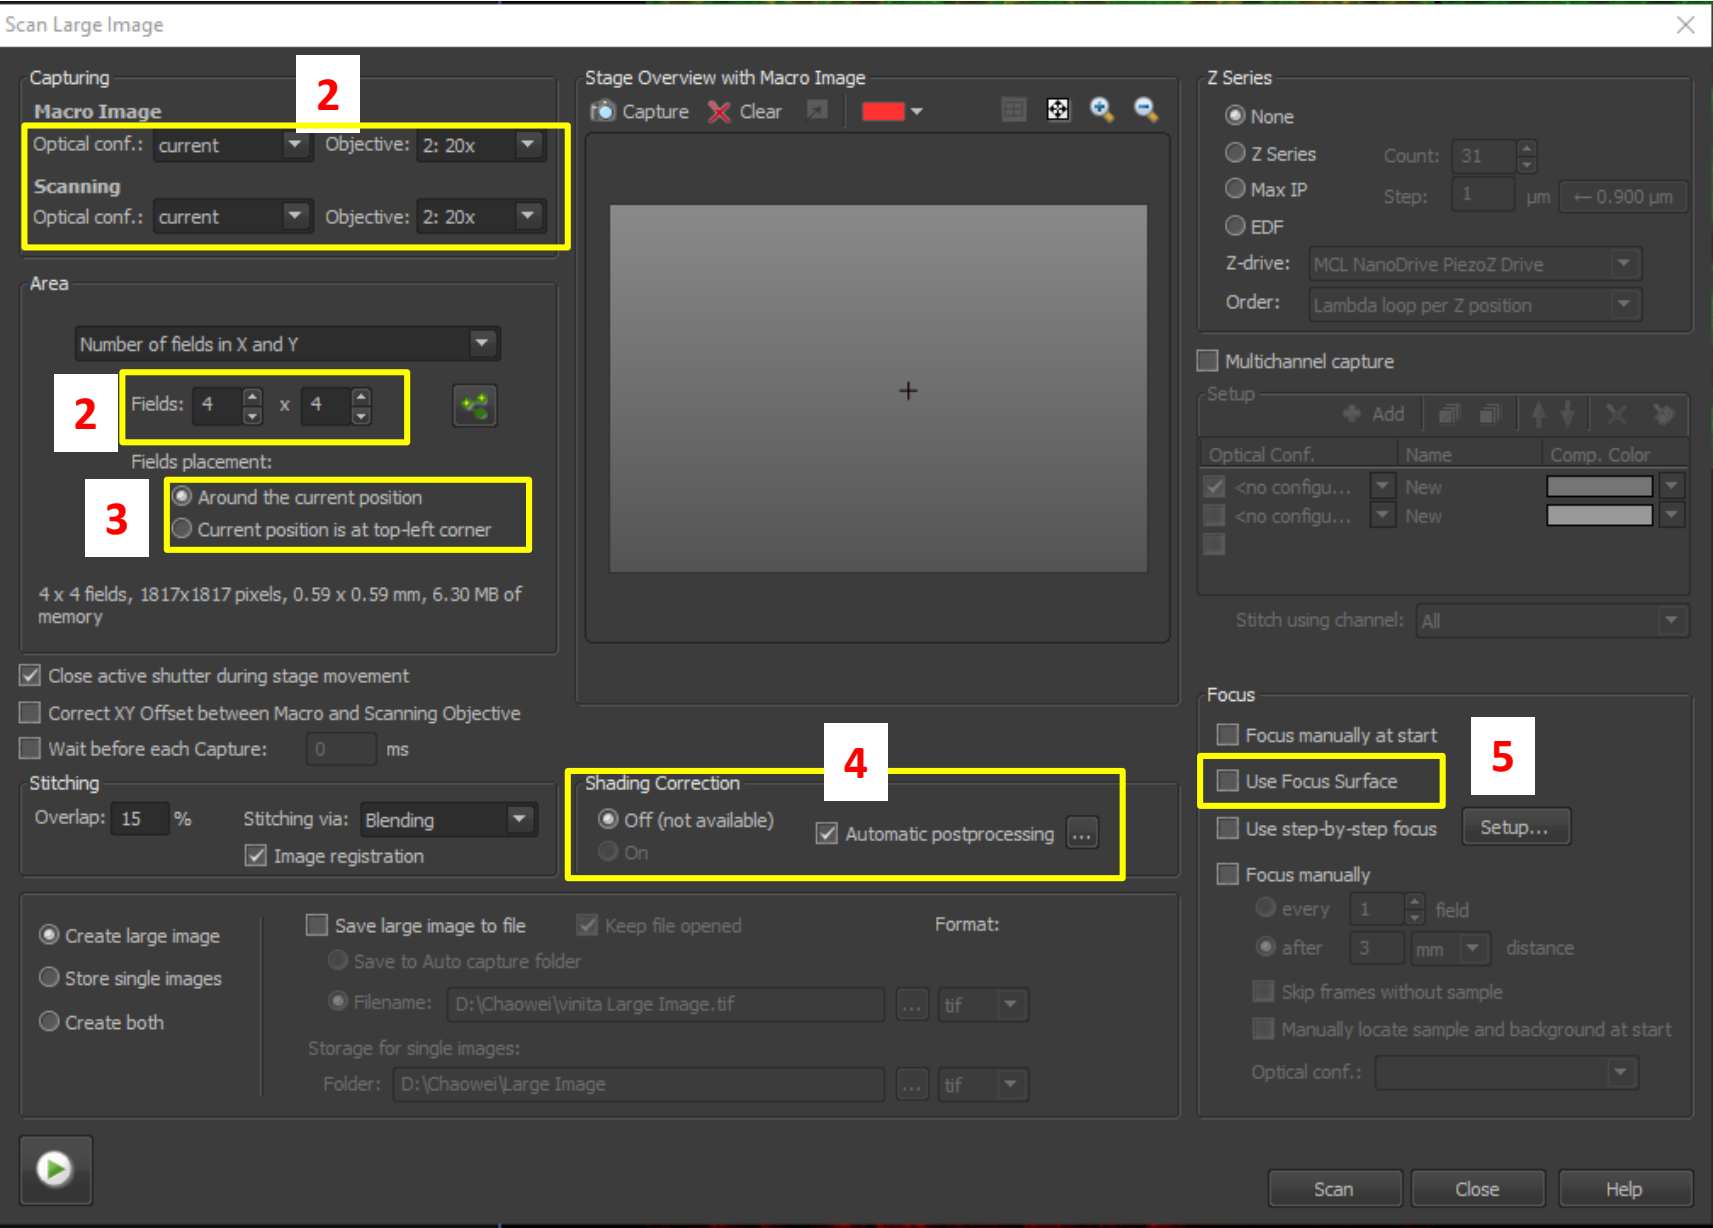 Scan Large Image
Capturing
2
Macro Image
Optical conf.: current Objective: 2: 20x
Scanning
Optical conf.: current Objective: 2: 20x
Area
Number of fields in X and Y
2
Fields: 4 x 4
Fields placement:
3
Around the current position
Current position is at top-left corner
4 x 4 fields, 1817x1817 pixels, 0.59 x 0.59 mm, 6.30 MB of
memory
Close active shutter during stage movement
Correct XY Offset between Macro and Scanning Objective
Wait before each Capture: 0 ms
Stitching
Overlap: 15 % Stitching via: Blending
Image registration
Stage Overview with Macro Image
Capture Clear
4
Shading Correction
Off (not available)
On
Automatic postprocessing ...
Z Series
None
Z Series Count: 31
Max IP Step: 1 µm ← 0.900 µm
EDF
Z-drive: MCL NanoDrive PiezoZ Drive
Order: Lambda loop per Z position
Multichannel capture
Setup
Add
Optical Conf. Name Comp. Color
<no configu... New
<no configu... New
Stitch using channel: All
Focus
Focus manually at start
5
Use Focus Surface
Use step-by-step focus Setup...
Focus manually
every 1 field
after 3 mm distance
Skip frames without sample
Manually locate sample and background at start
Optical conf.:
Create large image
Store single images
Create both
Save large image to file Keep file opened Format:
Save to Auto capture folder
Filename: D:\Chaowei\vinita Large Image.tif ... tif
Storage for single images:
Folder: D:\Chaowei\Large Image ... tif
Scan Close Help